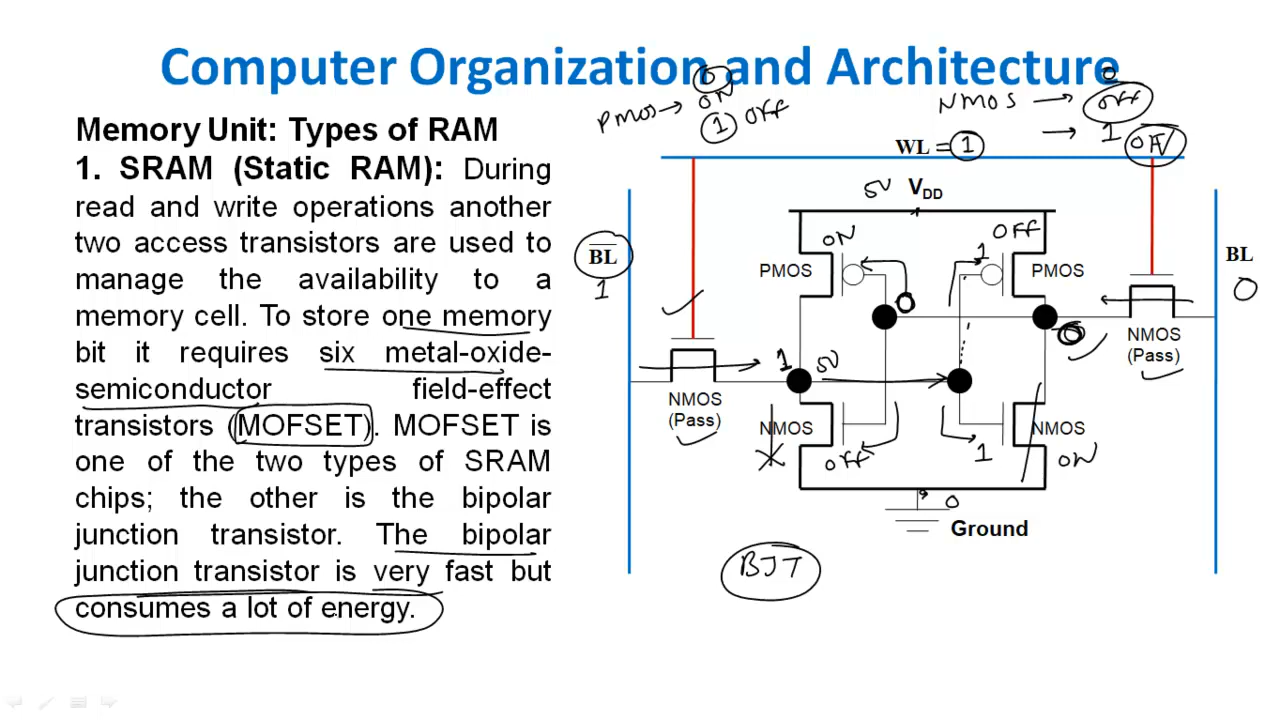 Computer Organization and Architecture
Memory Unit: Types of RAM
1. SRAM (Static RAM): During
read and write operations another
two access transistors are used to
manage the availability to a
memory cell. To store one memory
bit it requires six metal-oxide-
semiconductor field-effect
transistors (MOFSET). MOFSET is
one of the two types of SRAM
chips; the other is the bipolar
junction transistor. The bipolar
junction transistor is very fast but
consumes a lot of energy.
0
PMOS → ON
1 OFF
0
NMOS → OFF
→ 1
WL = 1
5V VDD
BL
1
BL
0
ON
OFF
PMOS
1
PMOS
0
0
NMOS
(Pass)
1 5V
NMOS
(Pass)
NMOS
OFF
1
NMOS
ON
0
Ground
BJT